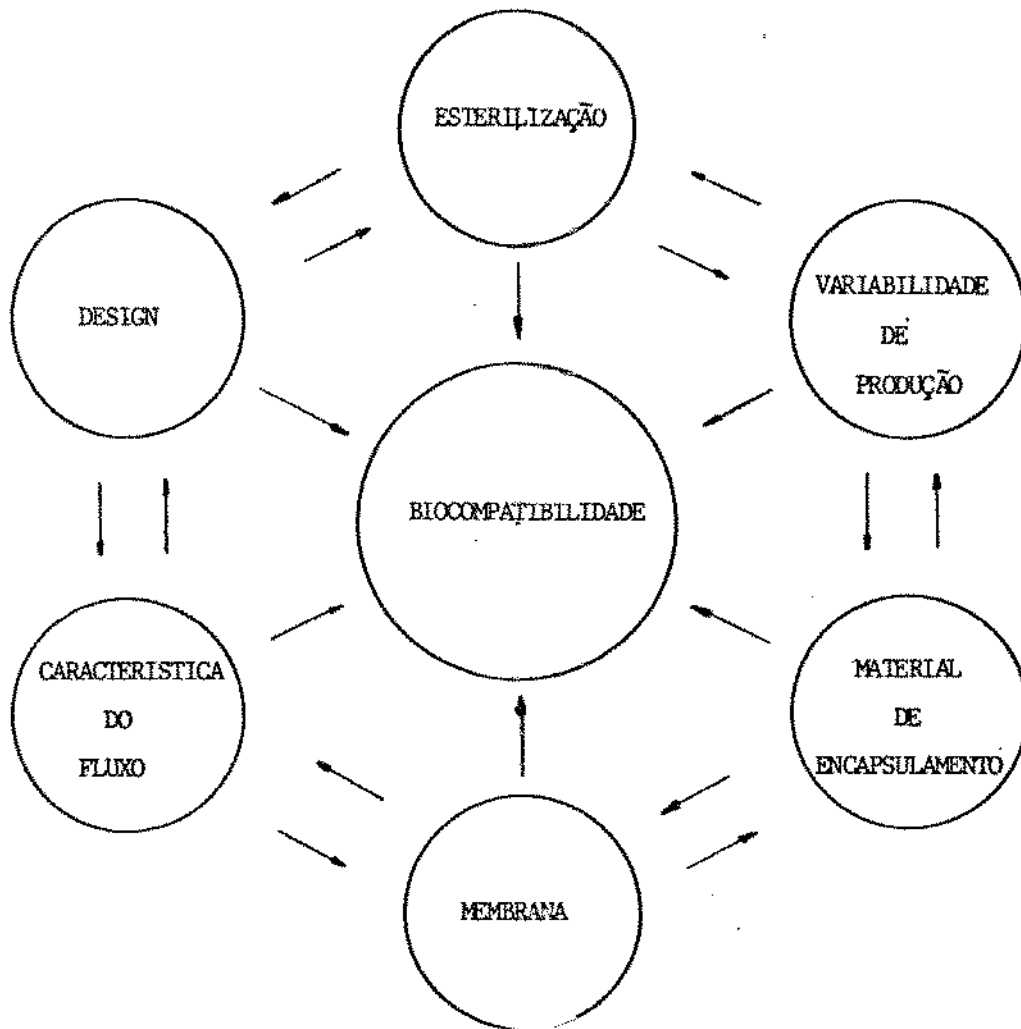 ESTERILIZAÇÃO
DESIGN
VARIABILIDADE
DE
PRODUÇÃO
BIOCOMPATIBILIDADE
CARACTERISTICA
DO
FLUXO
MATERIAL
DE
ENCAPSULAMENTO
MEMBRANA